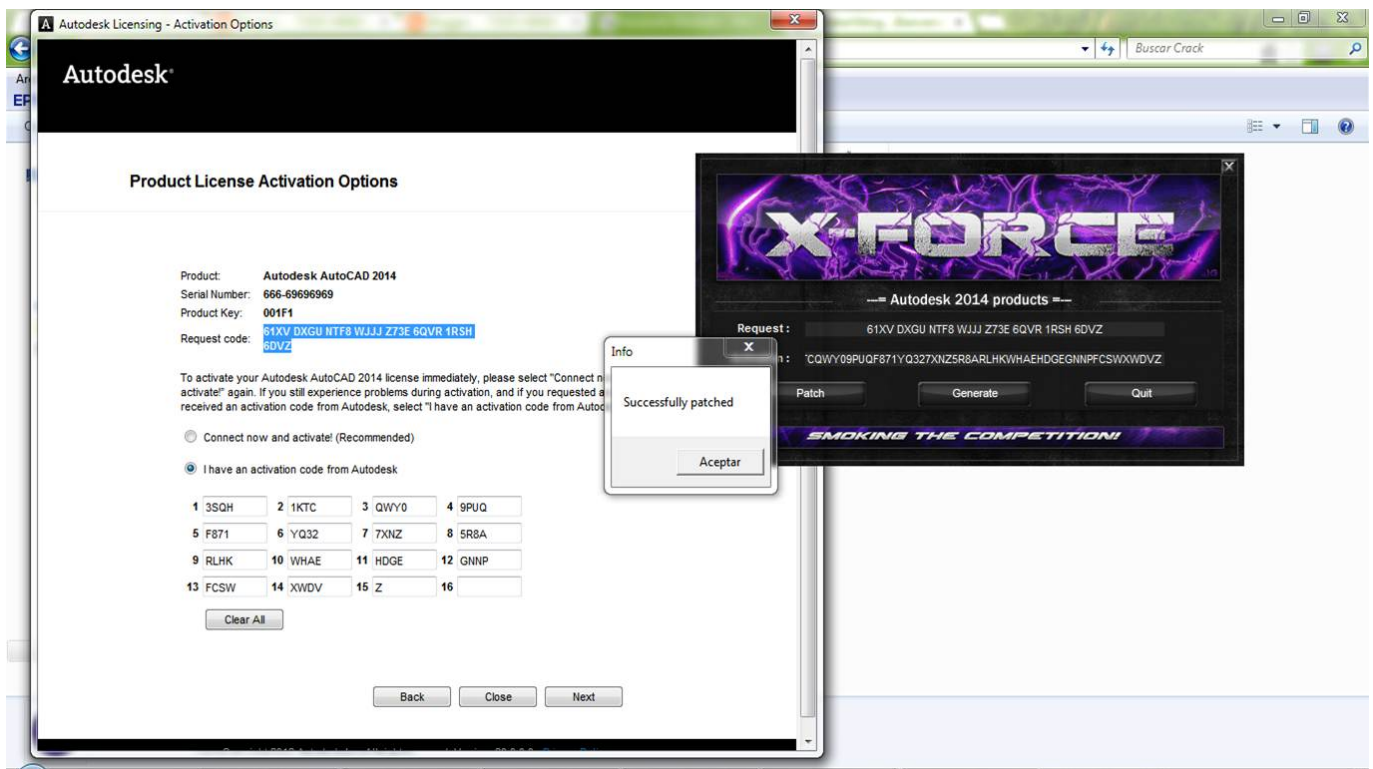 Autodesk Licensing - Activation Options
Buscar Crack
Autodesk
Product License Activation Options
Product: Autodesk AutoCAD 2014
Serial Number: 666-69696969
Product Key: 001F1
Request code: 61XV DXGU NTF8 WJJJ Z73E 6QVR 1RSH
6DVZ
To activate your Autodesk AutoCAD 2014 license immediately, please select "Connect
activate!" again. If you still experience problems during activation, and if you requested
received an activation code from Autodesk, select "I have an activation code from
Connect now and activate! (Recommended)
I have an activation code from Autodesk
1 3SQH 2 1KTC 3 QWY0 4 9PUQ
5 F871 6 YQ32 7 7XNZ 8 5R8A
9 RLHK 10 WHAE 11 HDGE 12 GNNP
13 FCSW 14 XWDV 15 Z 16
Clear All
Back Close Next
X-FORCE
---= Autodesk 2014 products =---
Request: 61XV DXGU NTF8 WJJJ Z73E 6QVR 1RSH 6DVZ
CQWY09PUQF871YQ327XNZ5R8ARLHKWHAEHDGEGNNPFCSWXWDVZ
Patch Generate Quit
SMOKING THE COMPETITION!
Info
Successfully patched
Aceptar